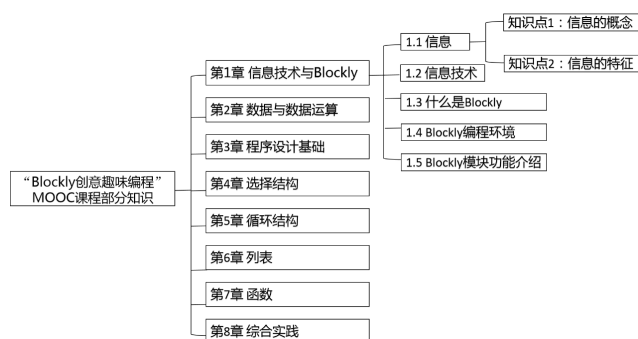 “Blockly创意趣味编程”
MOOC课程部分知识
第1章 信息技术与Blockly
第2章 数据与数据运算
第3章 程序设计基础
第4章 选择结构
第5章 循环结构
第6章 列表
第7章 函数
第8章 综合实践
1.1 信息
1.2 信息技术
1.3 什么是Blockly
1.4 Blockly编程环境
1.5 Blockly模块功能介绍
知识点1：信息的概念
知识点2：信息的特征